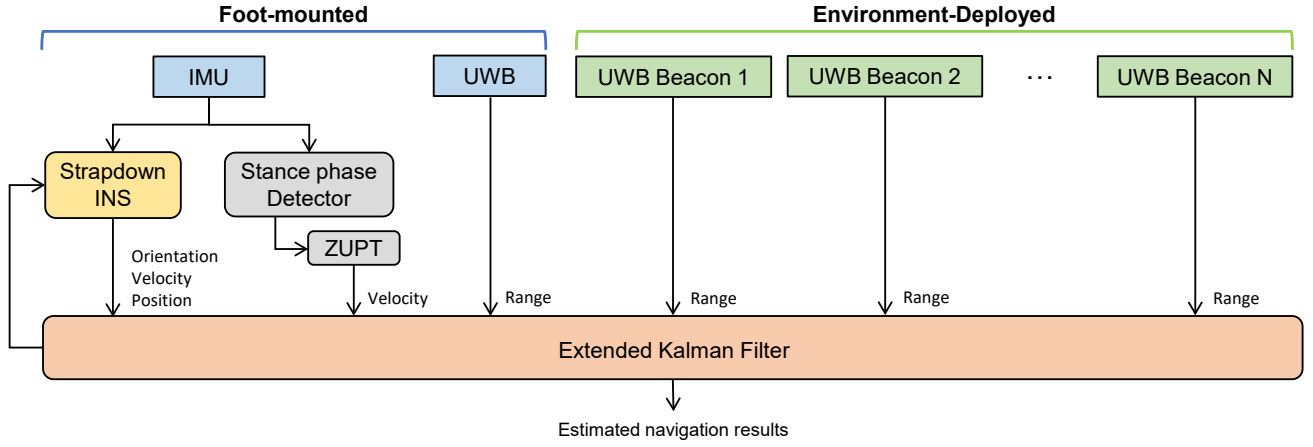 Foot-mounted
Environment-Deployed
IMU
UWB
UWB Beacon 1
UWB Beacon 2
...
UWB Beacon N
Strapdown
INS
Stance phase
Detector
ZUPT
Orientation
Velocity
Position
Velocity
Range
Range
Range
Range
Extended Kalman Filter
Estimated navigation results